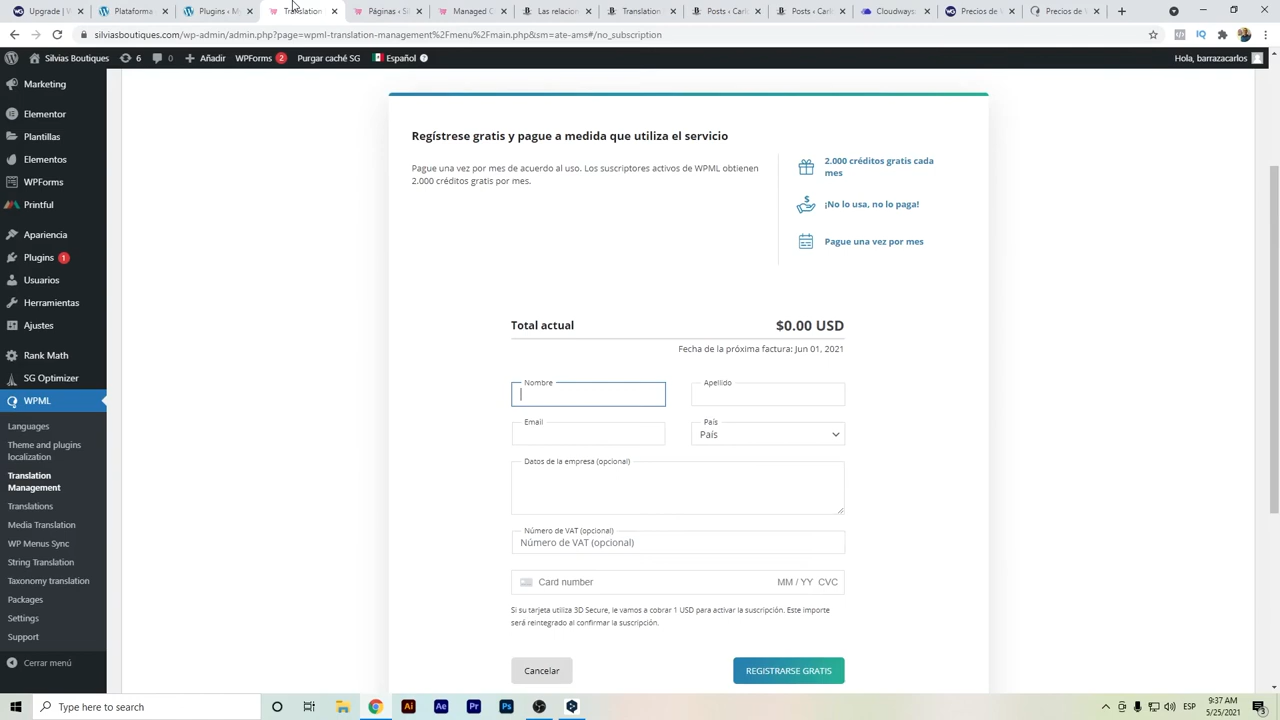 Upgrade
Plataforma
Plugins < M
Translation
Páginas < Si
Las relacion
Translation
Posts < Carl
Posts < Carl
Cloudways
Precios de W
Precios de
silviasboutiques.com/wp-admin/admin.php?page=wpml-translation-management%2Fmenu%2Fmain.php&sm=ate-ams#/no_subscription
Silvias Boutiques
6
0
Añadir
WPForms 2
Purgar caché SG
Español
Hola, barrazacarlos
Marketing
Elementor
Plantillas
Elementos
WPForms
Printful
Apariencia
Plugins 1
Usuarios
Herramientas
Ajustes
Rank Math
SG Optimizer
WPML
Languages
Theme and plugins
localization
Translation
Management
Translations
Media Translation
WP Menus Sync
String Translation
Taxonomy translation
Packages
Settings
Support
Cerrar menú
Regístrese gratis y pague a medida que utiliza el servicio
Pague una vez por mes de acuerdo al uso. Los suscriptores activos de WPML obtienen
2.000 créditos gratis por mes.
2.000 créditos gratis cada
mes
¡No lo usa, no lo paga!
Pague una vez por mes
Total actual
$0.00 USD
Fecha de la próxima factura: Jun 01, 2021
Nombre
Apellido
Email
País
País
Datos de la empresa (opcional)
Número de VAT (opcional)
Número de VAT (opcional)
Card number
MM / YY CVC
Si su tarjeta utiliza 3D Secure, le vamos a cobrar 1 USD para activar la suscripción. Este importe
será reintegrado al confirmar la suscripción.
Cancelar
REGISTRARSE GRATIS
Type here to search
Ai
Ae
Pr
Ps
ESP
9:37 AM
5/25/2021